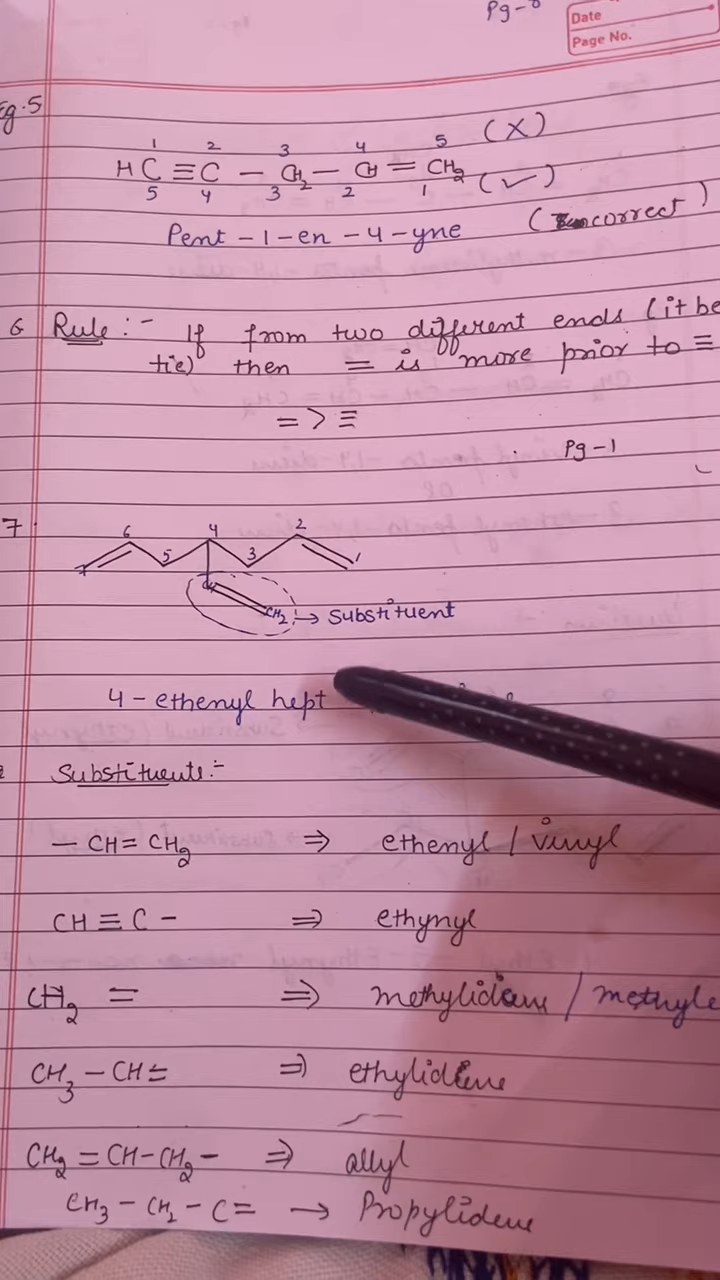 Pg-
Date
Page No.
Eg.5
1 2 3 4 5 (X)
HC ≡ C - CH₂ - CH = CH₂ (✓)
5 4 3 2 1
Pent-1-en-4-yne (correct)
6 Rule:- If from two different ends (it be
tie) then = is more prior to ≡
= > ≡
Pg-1
7.
7 6 5 4 3 2 1
CH₂ → Substituent
4-ethenyl hept
Substituents:-
-CH=CH₂ ⇒ ethenyl / vinyl
CH ≡ C- ⇒ ethynyl
CH₂ = ⇒ methylidene / methyle
CH₃-CH= ⇒ ethylidene
CH₂=CH-CH₂- ⇒ allyl
CH₃-CH₂-C= → Propylidene